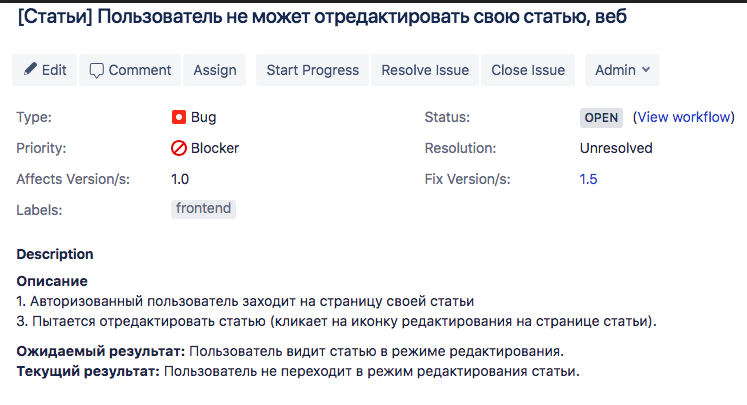 [Статьи] Пользователь не может отредактировать свою статью, веб
Edit Comment Assign Start Progress Resolve Issue Close Issue Admin
Type: Bug Status: OPEN (View workflow)
Priority: Blocker Resolution: Unresolved
Affects Version/s: 1.0 Fix Version/s: 1.5
Labels: frontend
Description
Описание
1. Авторизованный пользователь заходит на страницу своей статьи
3. Пытается отредактировать статью (кликает на иконку редактирования на странице статьи).
Ожидаемый результат: Пользователь видит статью в режиме редактирования.
Текущий результат: Пользователь не переходит в режим редактирования статьи.